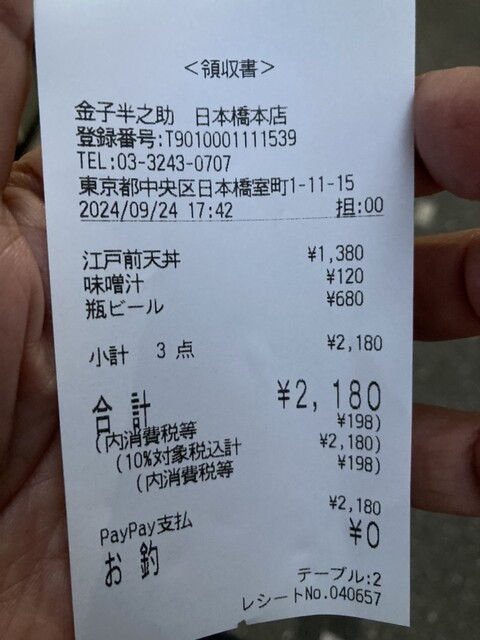 <領収書>
金子半之助　日本橋本店
登録番号:T9010001111539
TEL:03-3243-0707
東京都中央区日本橋室町1-11-15
2024/09/24 17:42 担:00
江戸前天丼 ¥1,380
味噌汁 ¥120
瓶ビール ¥680
小計　3 点 ¥2,180
合計 ¥2,180
(内消費税等 ¥198)
(10%対象税込計 ¥2,180)
(内消費税等 ¥198)
PayPay支払 ¥2,180
お釣 ¥0
テーブル:2
レシートNo.040657